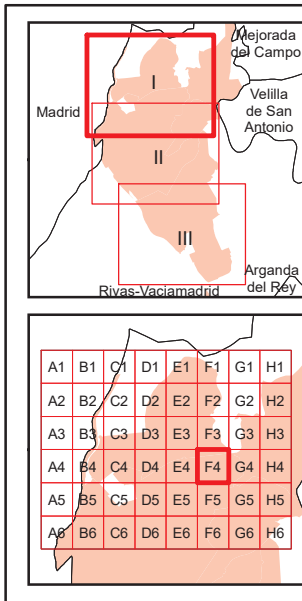 Mejorada
del Campo
I
Madrid
Velilla
de San
Antonio
II
III
Arganda
del Rey
Rivas-Vaciamadrid
A1 B1 C1 D1 E1 F1 G1 H1
A2 B2 C2 D2 E2 F2 G2 H2
A3 B3 C3 D3 E3 F3 G3 H3
A4 B4 C4 D4 E4 F4 G4 H4
A5 B5 C5 D5 E5 F5 G5 H5
A6 B6 C6 D6 E6 F6 G6 H6